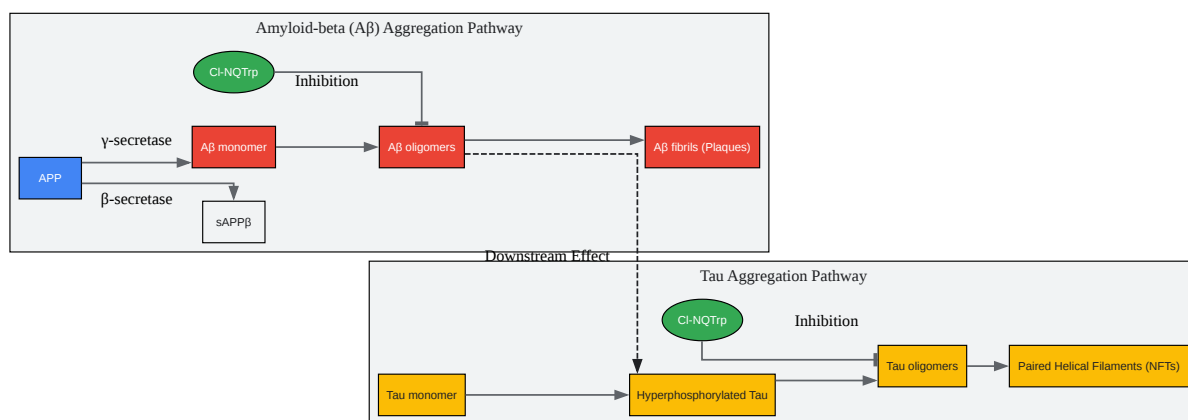 Amyloid-beta (Aβ) Aggregation Pathway
Cl-NQTrp
Inhibition
γ-secretase
Aβ monomer
Aβ oligomers
Aβ fibrils (Plaques)
APP
β-secretase
sAPPβ
Downstream Effect
Tau Aggregation Pathway
Cl-NQTrp
Inhibition
Tau oligomers
Paired Helical Filaments (NFTs)
Tau monomer
Hyperphosphorylated Tau